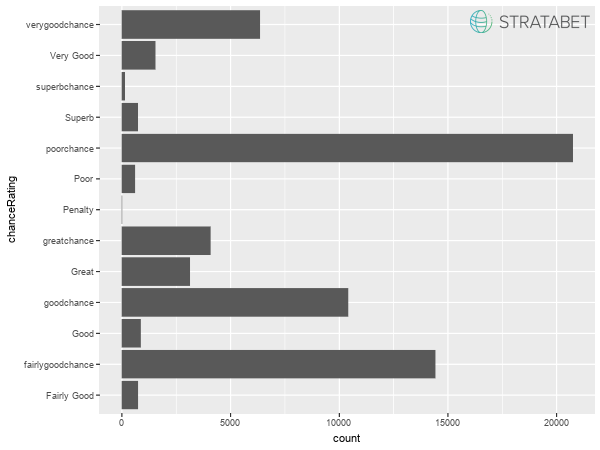 STRATABET
chanceRating
verygoodchance
Very Good
superbchance
Superb
poorchance
Poor
Penalty
greatchance
Great
goodchance
Good
fairlygoodchance
Fairly Good
0 5000 10000 15000 20000
count